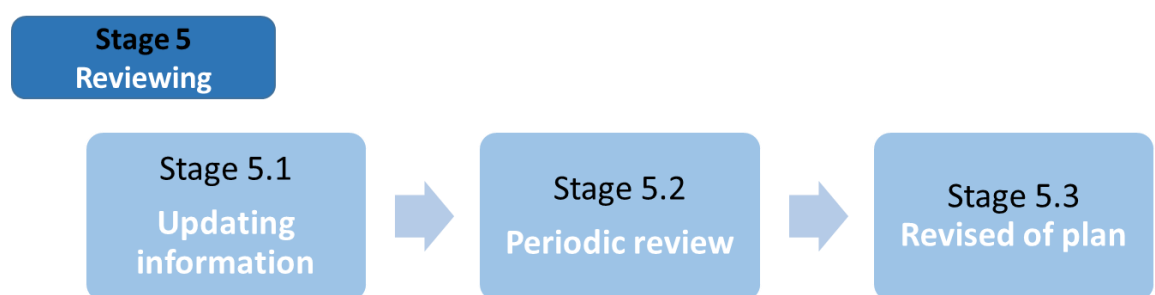 Stage 5
Reviewing
Stage 5.1
Updating
information
Stage 5.2
Periodic review
Stage 5.3
Revised of plan